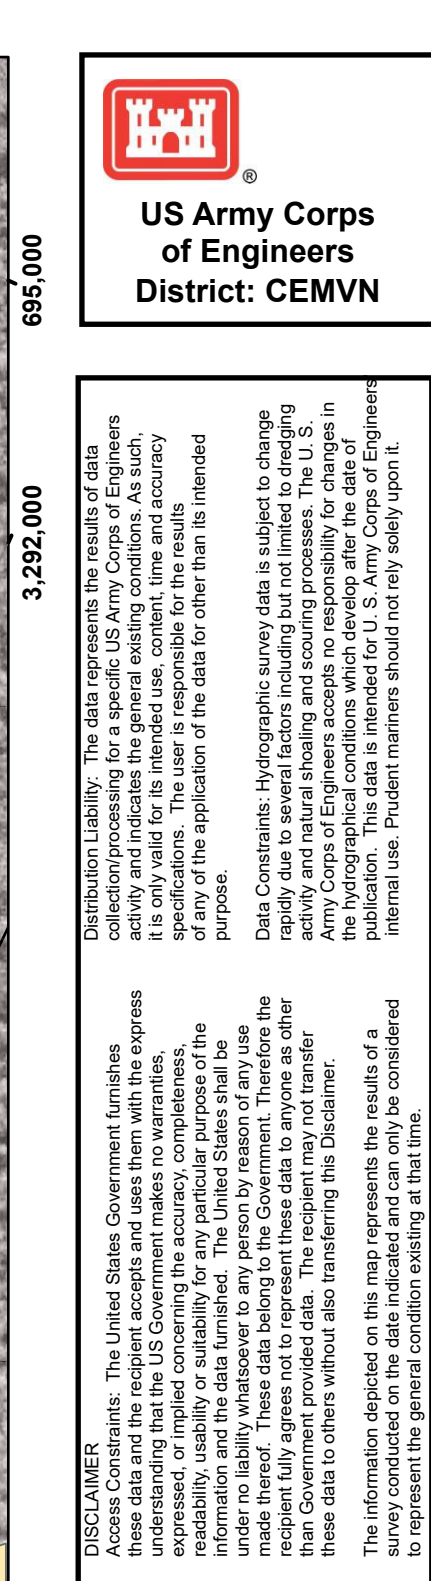 695,000
3,292,000
®
US Army Corps
of Engineers
District: CEMVN
DISCLAIMER
Access Constraints:  The United States Government furnishes
these data and the recipient accepts and uses them with the express
understanding that the US Government makes no warranties,
expressed, or implied concerning the accuracy, completeness,
readability, usability or suitability for any particular purpose of the
information and the data furnished.  The United States shall be
under no liability whatsoever to any person by reason of any use
made thereof.  These data belong to the Government. Therefore the
recipient fully agrees not to represent these data to anyone as other
than Government provided data.  The recipient may not transfer
these data to others without also transferring this Disclaimer.
The information depicted on this map represents the results of a
survey conducted on the date indicated and can only be considered
to represent the general condition existing at that time.
Distribution Liability:  The data represents the results of data
collection/processing for a specific US Army Corps of Engineers
activity and indicates the general existing conditions. As such,
it is only valid for its intended use, content, time and accuracy
specifications.  The user is responsible for the results
of any of the application of the data for other than its intended
purpose.
Data Constraints: Hydrographic survey data is subject to change
rapidly due to several factors including but not limited to dredging
activity and natural shoaling and scouring processes. The U. S.
Army Corps of Engineers accepts no responsibility for changes in
the hydrographical conditions which develop after the date of
publication.  This data is intended for U. S. Army Corps of Engineers
internal use. Prudent mariners should not rely solely upon it.